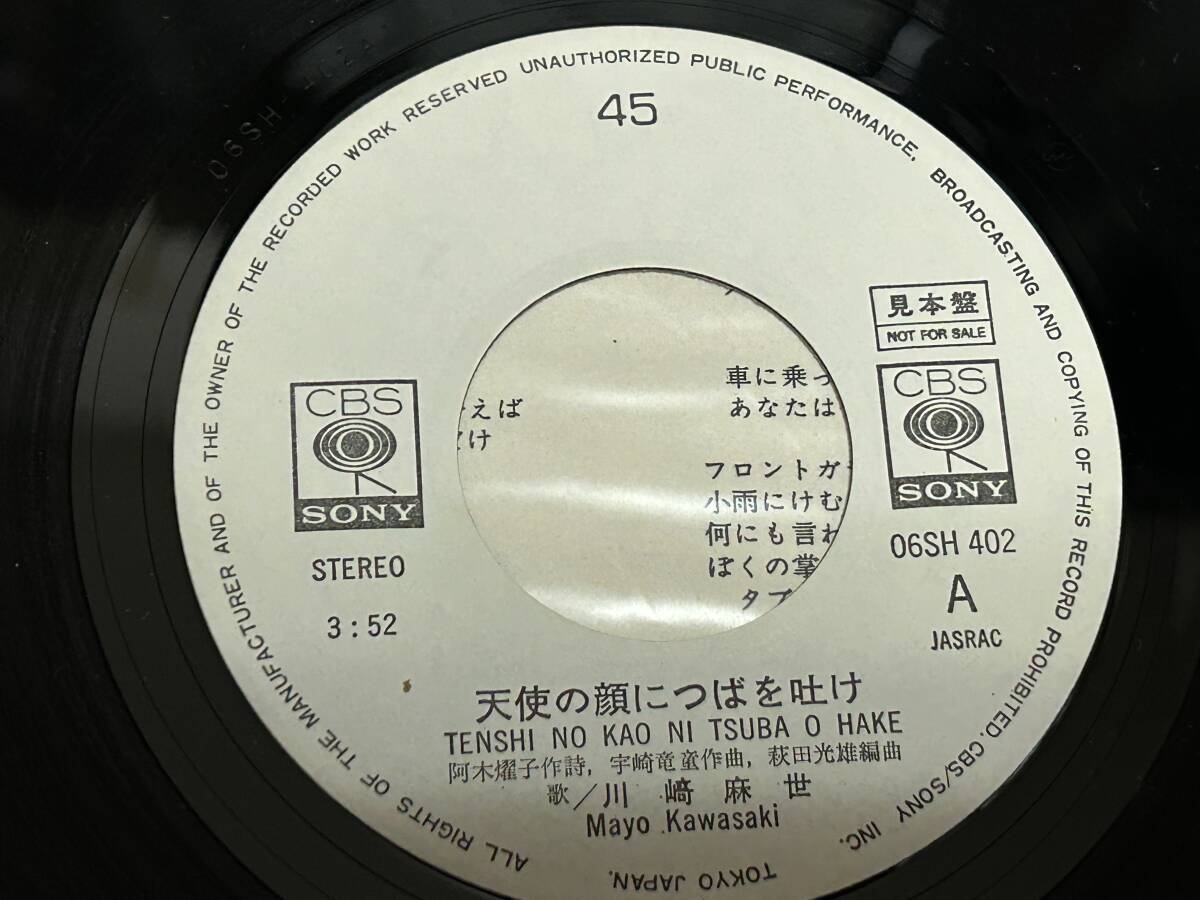 ALL RIGHTS OF THE MANUFACTURER AND OF THE OWNER OF THE RECORDED WORK RESERVED UNAUTHORIZED PUBLIC PERFORMANCE, BROADCASTING AND COPYING OF THIS RECORD PROHIBITED. CBS/SONY INC. TOKYO JAPAN.
45
見本盤
NOT FOR SALE
CBS
SONY
STEREO
3:52
CBS
SONY
06SH 402
A
JASRAC
えば
け
車に乗っ
あなたは
フロントガ
小雨にけむ
何にも言わ
ぼくの掌
タブ
天使の顔につばを吐け
TENSHI NO KAO NI TSUBA O HAKE
阿木燿子作詩, 宇崎竜童作曲, 萩田光雄編曲
歌/川﨑麻世
Mayo Kawasaki